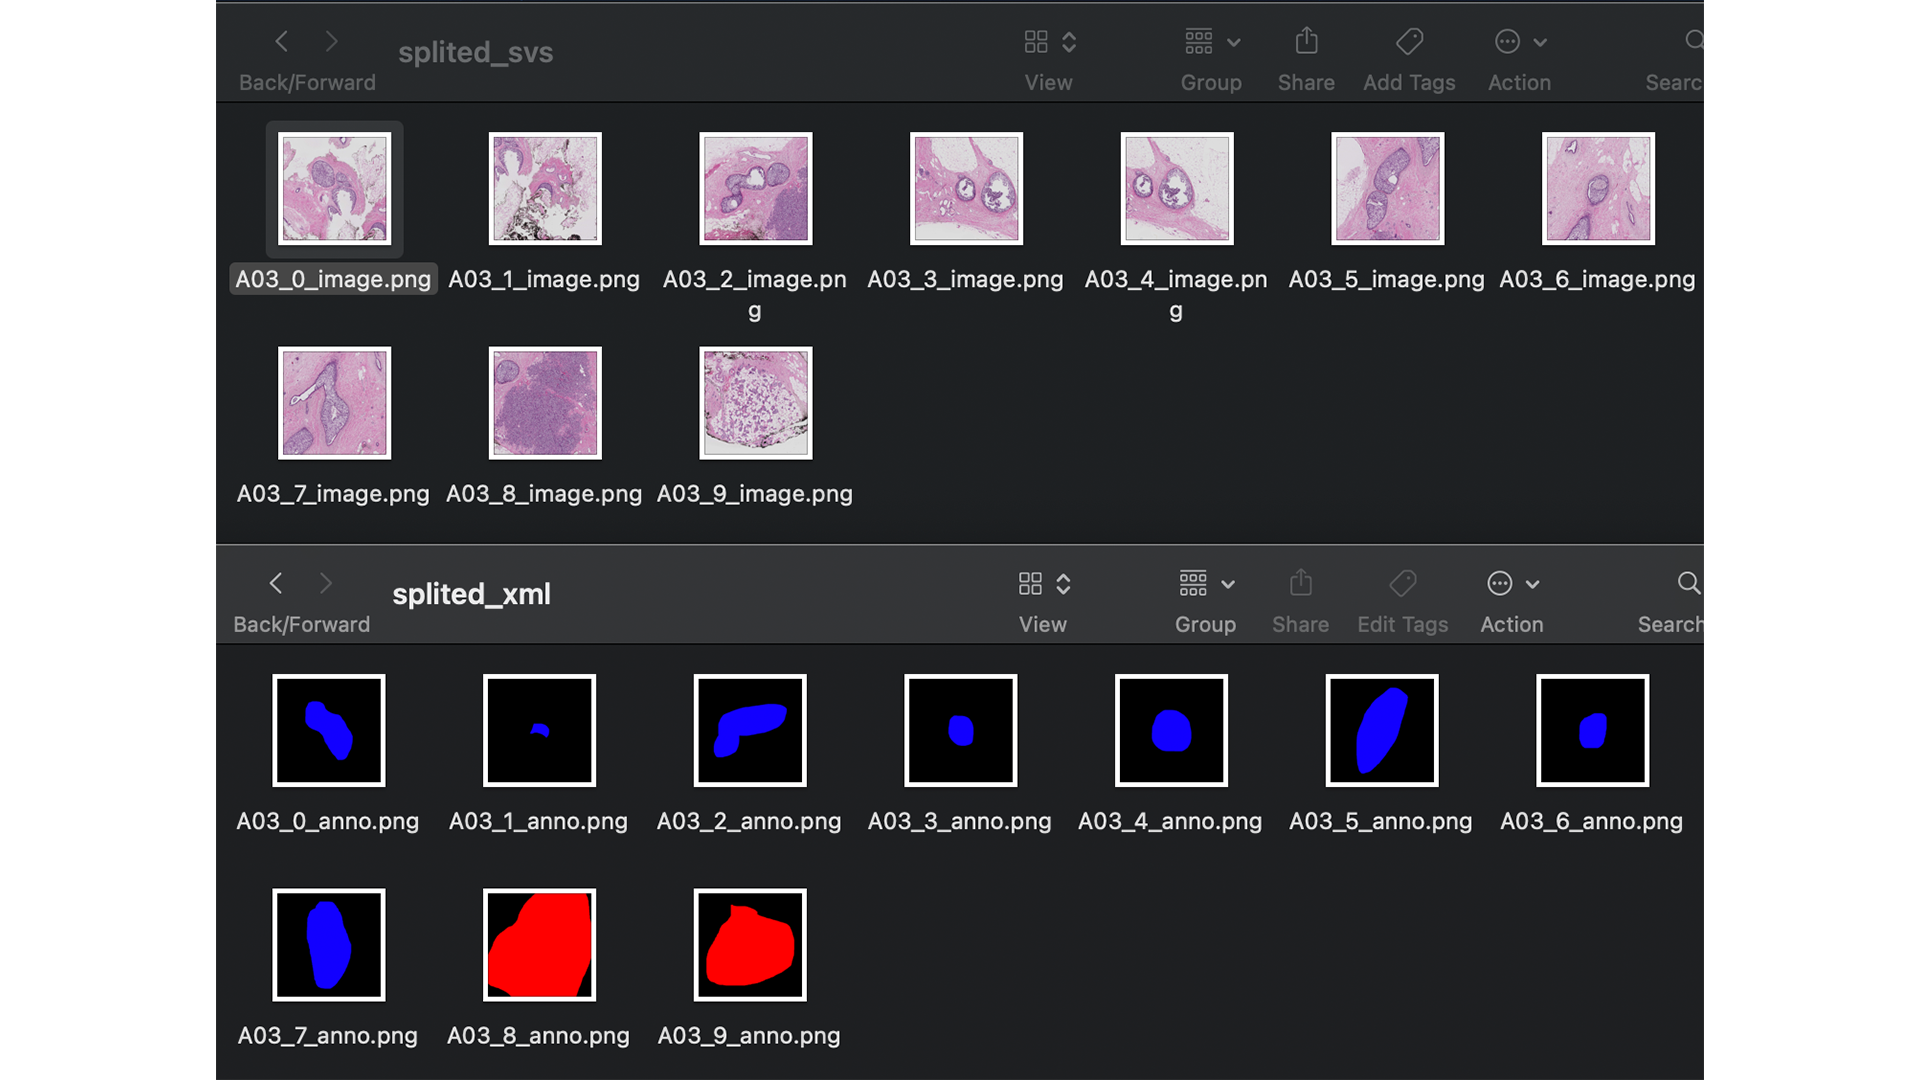 splited_svs
Back/Forward View Group Share Add Tags Action Searc
A03_0_image.png A03_1_image.png A03_2_image.pn A03_3_image.png A03_4_image.pn A03_5_image.png A03_6_image.png
g g
A03_7_image.png A03_8_image.png A03_9_image.png
splited_xml
Back/Forward View Group Share Edit Tags Action Search
A03_0_anno.png A03_1_anno.png A03_2_anno.png A03_3_anno.png A03_4_anno.png A03_5_anno.png A03_6_anno.png
A03_7_anno.png A03_8_anno.png A03_9_anno.png